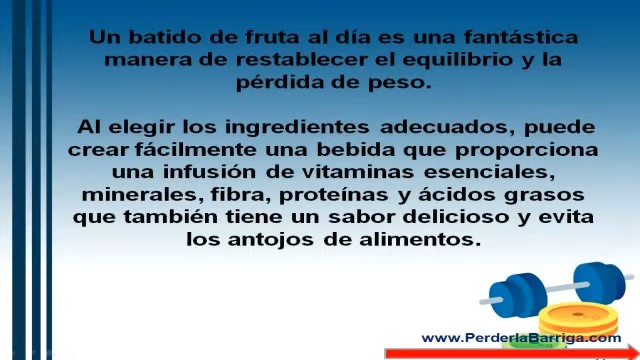 Un batido de fruta al día es una fantástica
manera de restablecer el equilibrio y la
pérdida de peso.
Al elegir los ingredientes adecuados, puede
crear fácilmente una bebida que proporciona
una infusión de vitaminas esenciales,
minerales, fibra, proteínas y ácidos grasos
que también tiene un sabor delicioso y evita
los antojos de alimentos.
www.PerderlaBarriga.com